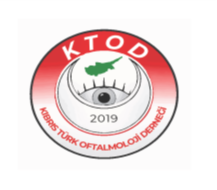 KTOD
2019
KIBRIS TÜRK OFTALMOLOJİ DERNEĞİ